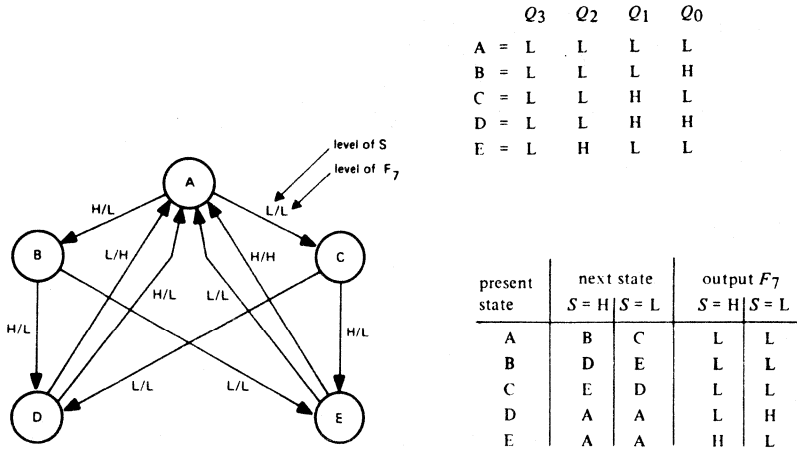 Q3 Q2 Q1 Q0
A = L L L L
B = L L L H
C = L L H L
D = L L H H
E = L H L L
level of S
level of F7
A
H/L
L/L
B
L/H
H/H
C
H/L
L/L
H/L
H/L
L/L
L/L
D
E
present state
next state
output F7
S = H S = L
S = H S = L
A B C L L
B D E L L
C E D L L
D A A L H
E A A H L